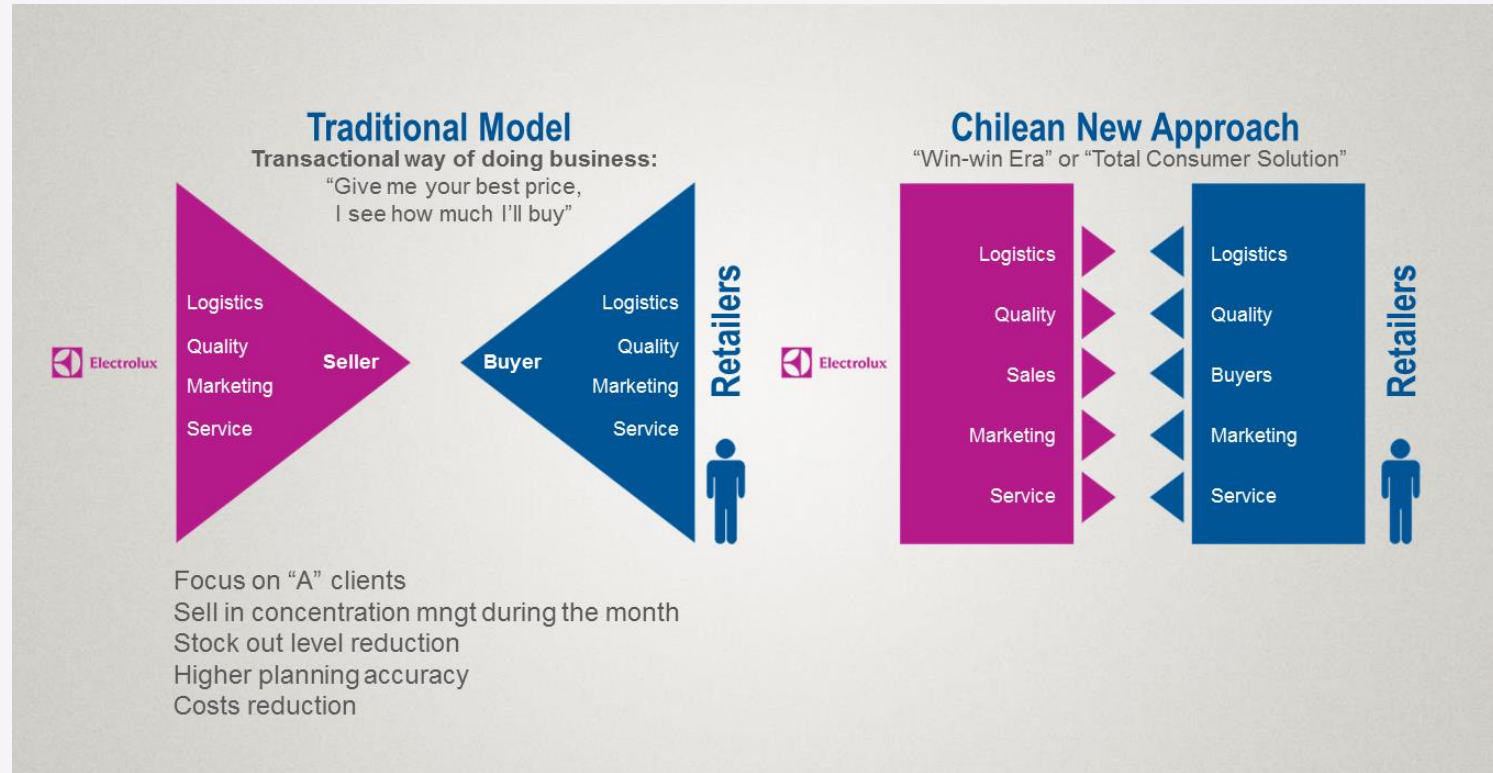 Traditional Model
Transactional way of doing business:
“Give me your best price,
I see how much I’ll buy”
Electrolux
Logistics
Quality
Marketing
Service
Seller
Buyer
Logistics
Quality
Marketing
Service
Retailers
Chilean New Approach
“Win-win Era” or “Total Consumer Solution”
Electrolux
Logistics
Quality
Sales
Marketing
Service
Logistics
Quality
Buyers
Marketing
Service
Retailers
Focus on “A” clients
Sell in concentration mngt during the month
Stock out level reduction
Higher planning accuracy
Costs reduction